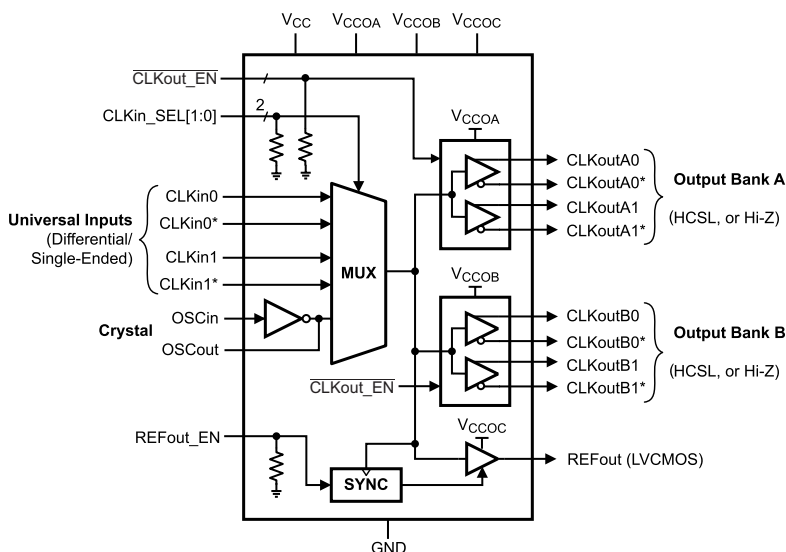 VCC VCCOA VCCOB VCCOC
CLKout_EN
CLKin_SEL[1:0]
2
VCCOA
CLKoutA0
CLKoutA0*
CLKoutA1
CLKoutA1*
Output Bank A
(HCSL, or Hi-Z)
Universal Inputs
(Differential/
Single-Ended)
CLKin0
CLKin0*
CLKin1
CLKin1*
MUX
Crystal
OSCin
OSCout
VCCOB
CLKoutB0
CLKoutB0*
CLKoutB1
CLKoutB1*
Output Bank B
(HCSL, or Hi-Z)
CLKout_EN
REFout_EN
SYNC
VCCOC
REFout (LVCMOS)
GND